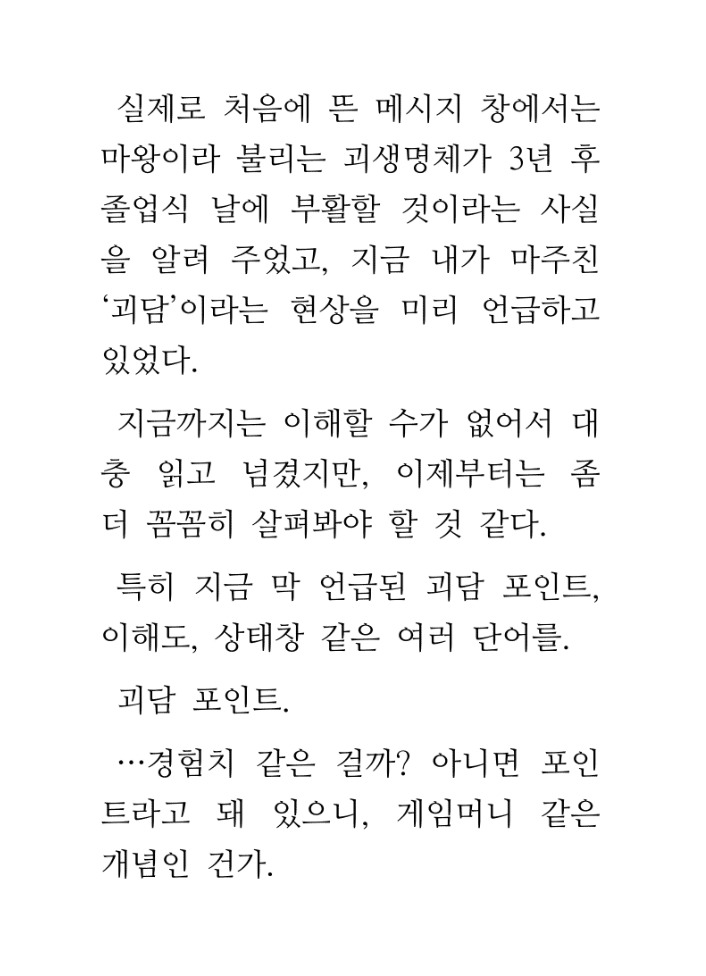 실제로 처음에 뜬 메시지 창에서는
마왕이라 불리는 괴생명체가 3년 후
졸업식 날에 부활할 것이라는 사실
을 알려 주었고, 지금 내가 마주친
‘괴담’이라는 현상을 미리 언급하고
있었다.
지금까지는 이해할 수가 없어서 대
충 읽고 넘겼지만, 이제부터는 좀
더 꼼꼼히 살펴봐야 할 것 같다.
특히 지금 막 언급된 괴담 포인트,
이해도, 상태창 같은 여러 단어를.
괴담 포인트.
…경험치 같은 걸까? 아니면 포인
트라고 돼 있으니, 게임머니 같은
개념인 건가.